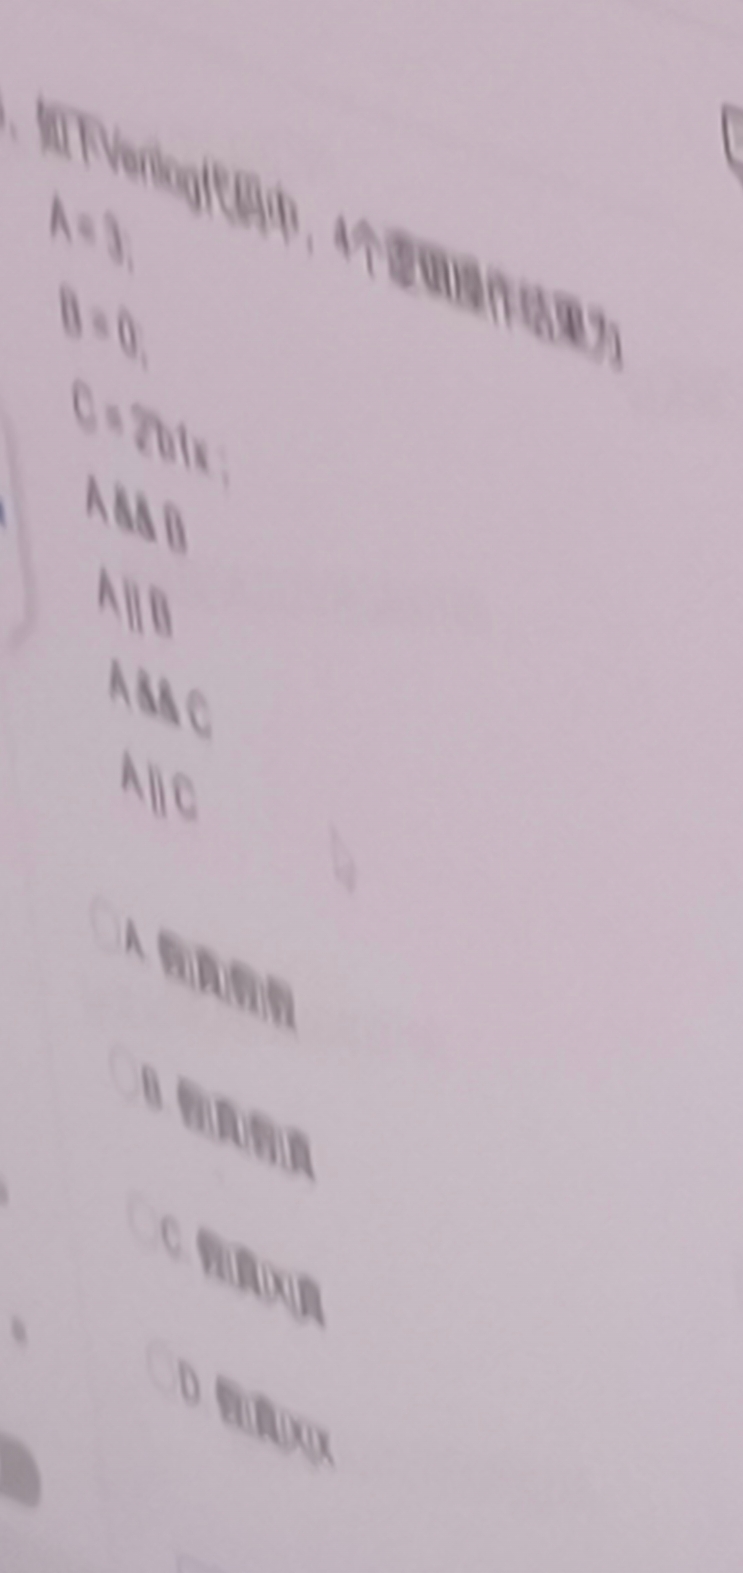 如下Verilog代码中,4个逻辑操作结果为
A = 3;
B = 0;
C = 2'b1x;
A && B
A || B
A && C
A || C
A 假真假假
B 假真假真
C 假真X真
D 假真XX